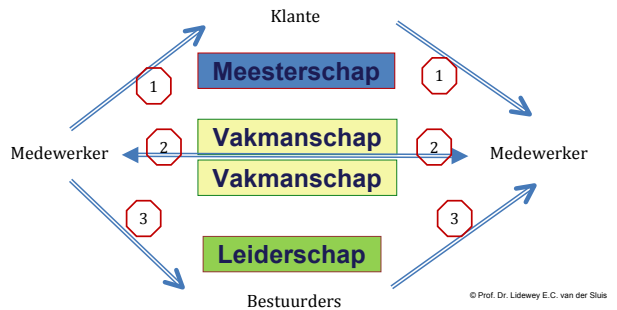 Klante
1
Meesterschap
1
Medewerker
2
Vakmanschap
2
Medewerker
Vakmanschap
3
3
Leiderschap
Bestuurders
© Prof. Dr. Lidewey E.C. van der Sluis